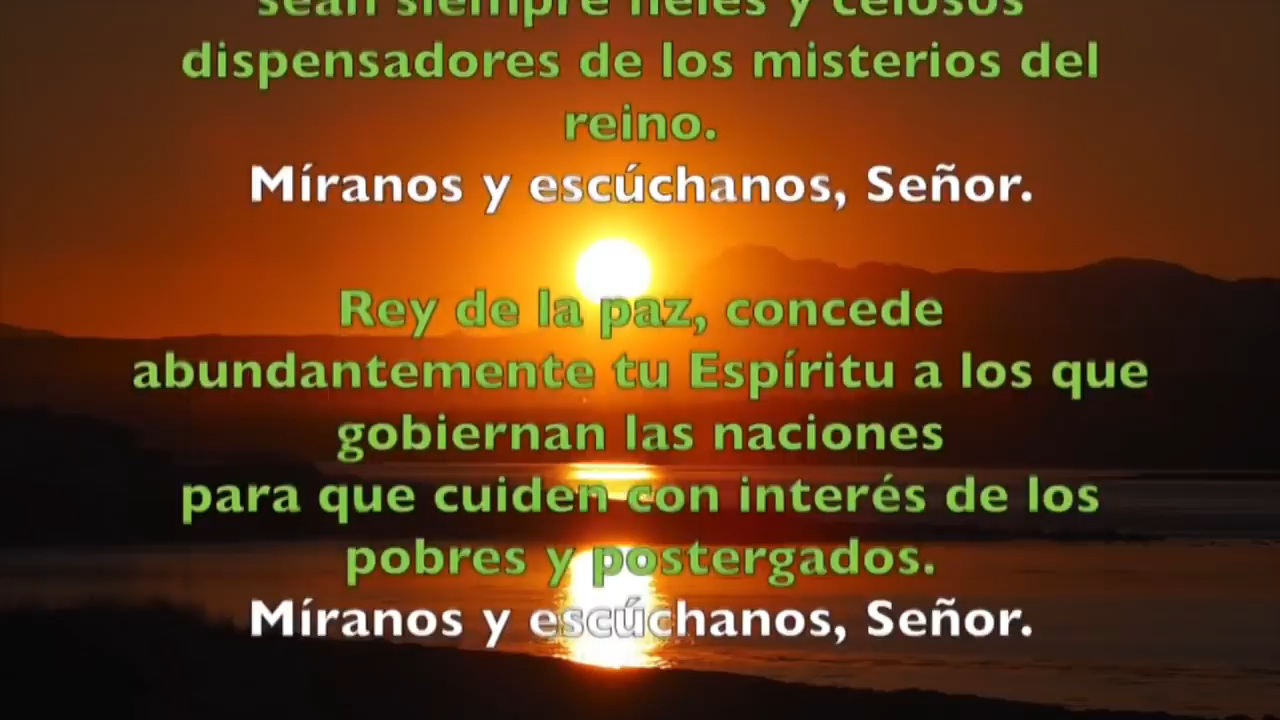 sean siempre fieles y celosos
dispensadores de los misterios del
reino.
Míranos y escúchanos, Señor.
Rey de la paz, concede
abundantemente tu Espíritu a los que
gobiernan las naciones
para que cuiden con interés de los
pobres y postergados.
Míranos y escúchanos, Señor.